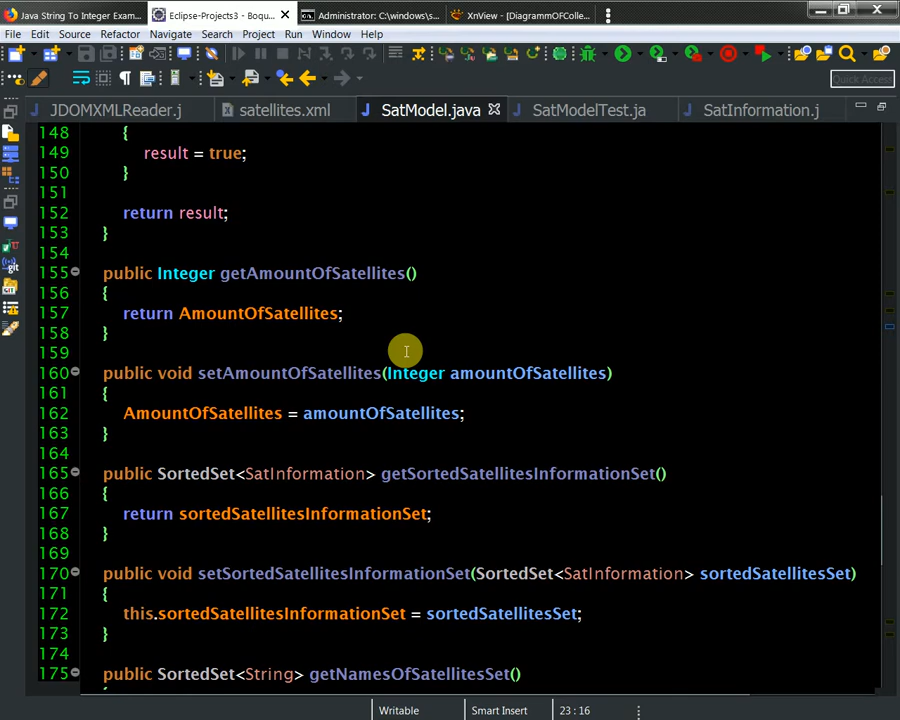 Java String To Integer Exam...
Eclipse-Projects3 - Boqu...
Administrator: C:\windows\s...
XnView - [DiagrammOfColle...
File Edit Source Refactor Navigate Search Project Run Window Help
Quick Access
JDOMXMLReader.j
satellites.xml
SatModel.java
SatModelTest.ja
SatInformation.j
148 {
149 result = true;
150 }
151
152 return result;
153 }
154
155 public Integer getAmountOfSatellites()
156 {
157 return AmountOfSatellites;
158 }
159
160 public void setAmountOfSatellites(Integer amountOfSatellites)
161 {
162 AmountOfSatellites = amountOfSatellites;
163 }
164
165 public SortedSet<SatInformation> getSortedSatellitesInformationSet()
166 {
167 return sortedSatellitesInformationSet;
168 }
169
170 public void setSortedSatellitesInformationSet(SortedSet<SatInformation> sortedSatellitesSet)
171 {
172 this.sortedSatellitesInformationSet = sortedSatellitesSet;
173 }
174
175 public SortedSet<String> getNamesOfSatellitesSet()
Writable Smart Insert 23 : 16